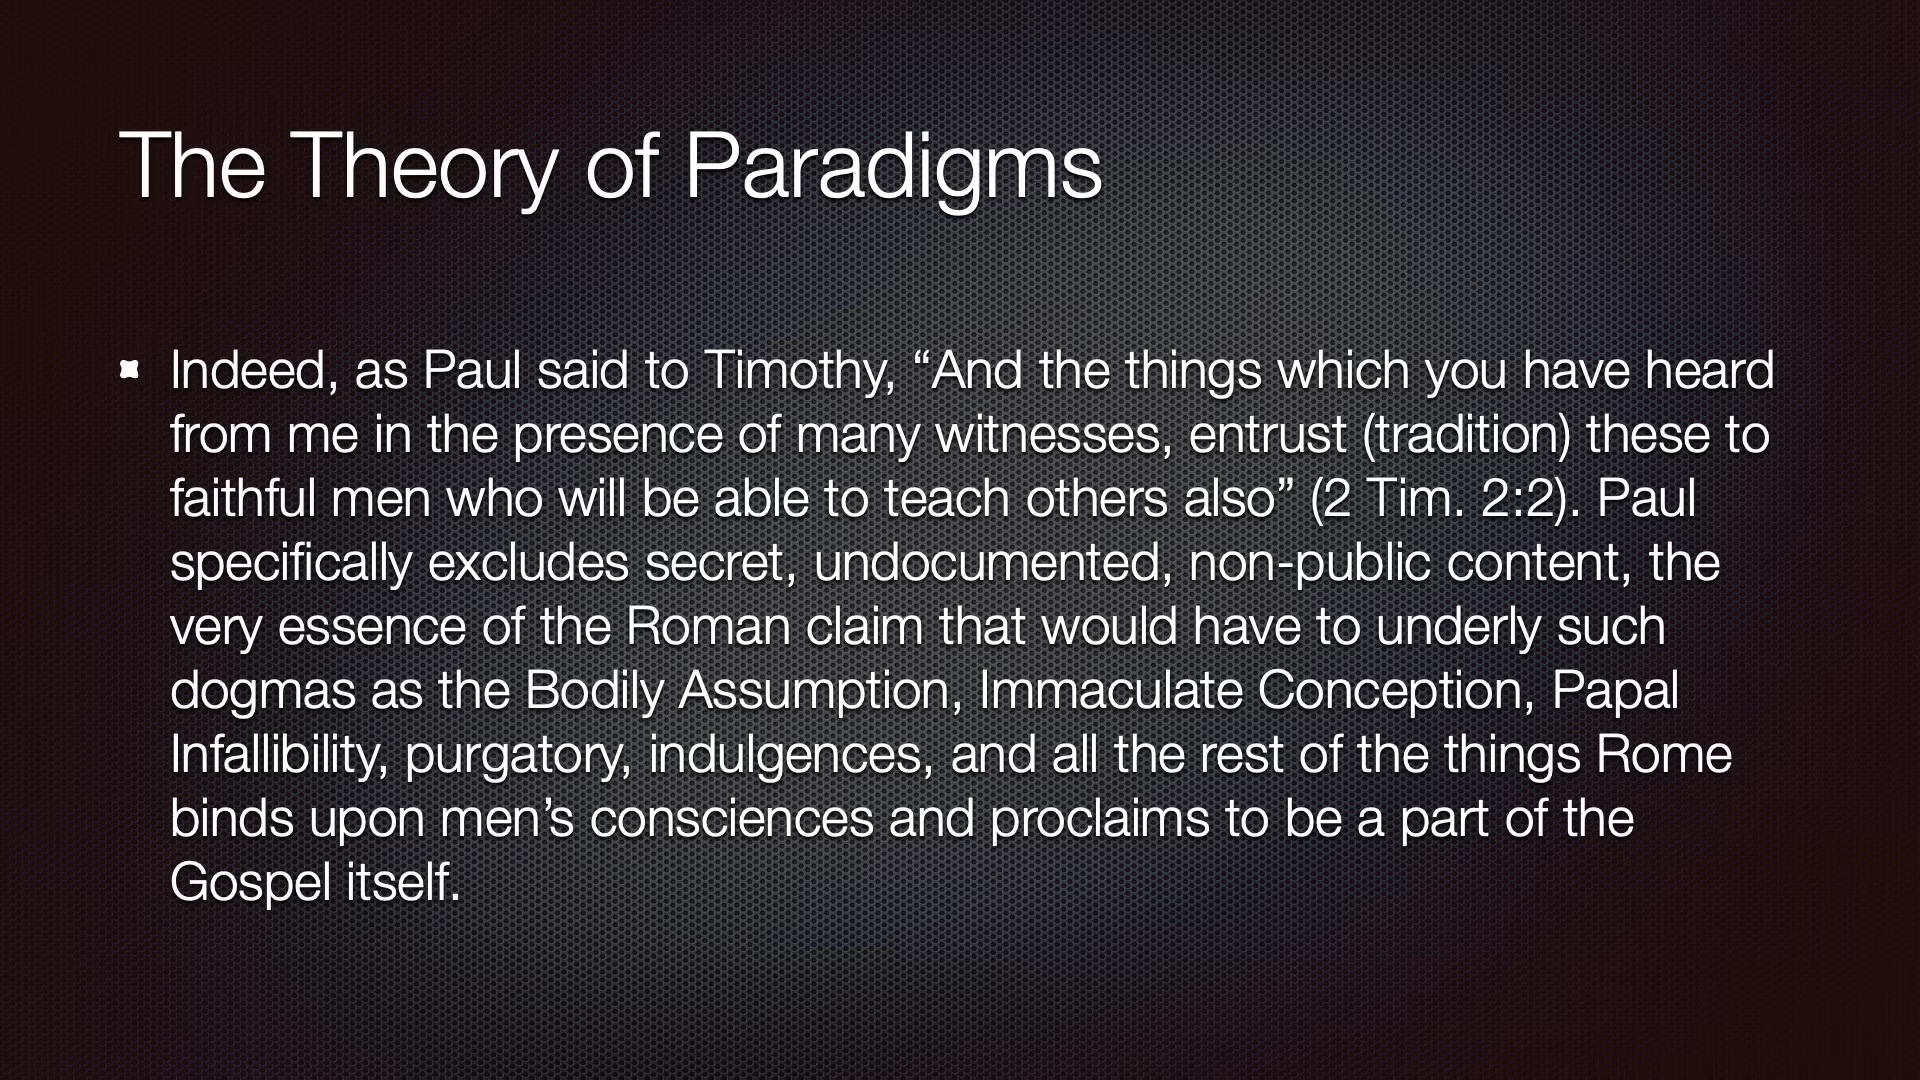 The Theory of Paradigms
Indeed, as Paul said to Timothy, “And the things which you have heard
from me in the presence of many witnesses, entrust (tradition) these to
faithful men who will be able to teach others also” (2 Tim. 2:2). Paul
specifically excludes secret, undocumented, non-public content, the
very essence of the Roman claim that would have to underly such
dogmas as the Bodily Assumption, Immaculate Conception, Papal
Infallibility, purgatory, indulgences, and all the rest of the things Rome
binds upon men’s consciences and proclaims to be a part of the
Gospel itself.